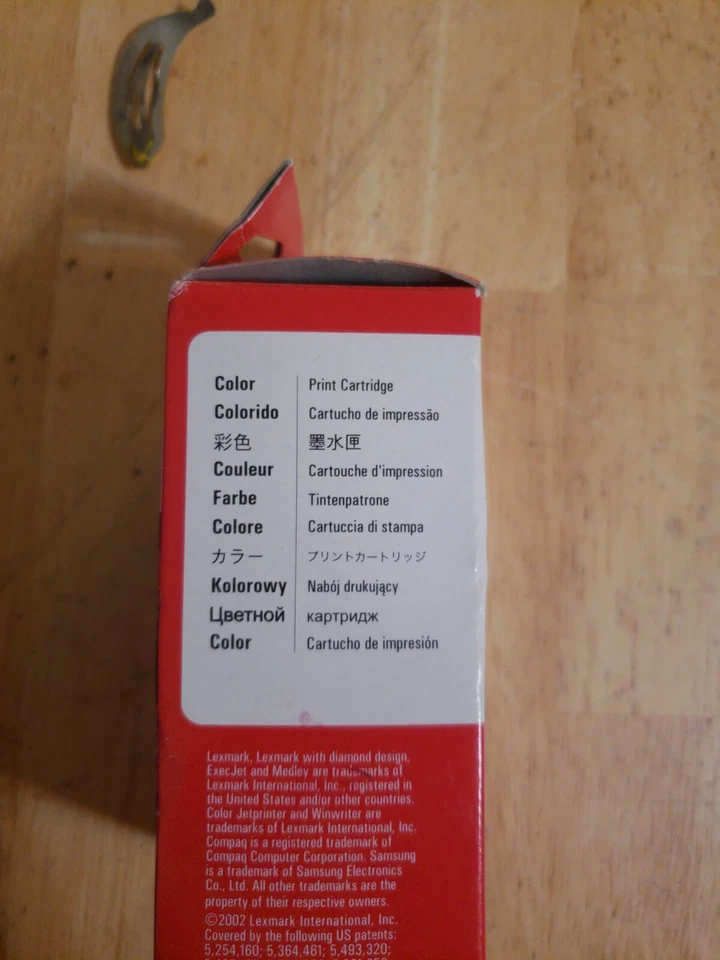 Color Print Cartridge
Colorido Cartucho de impressão
彩色 墨水匣
Couleur Cartouche d'impression
Farbe Tintenpatrone
Colore Cartuccia di stampa
カラー プリントカートリッジ
Kolorowy Nabój drukujący
Цветной картридж
Color Cartucho de impresión
Lexmark, Lexmark with diamond design,
ExecJet and Medley are trademarks of
Lexmark International, Inc., registered in
the United States and/or other countries.
Color Jetprinter and Winwriter are
trademarks of Lexmark International, Inc.
Compaq is a registered trademark of
Compaq Computer Corporation. Samsung
is a trademark of Samsung Electronics
Co., Ltd. All other trademarks are the
property of their respective owners.
©2002 Lexmark International, Inc.
Covered by the following US patents:
5,254,160; 5,364,461; 5,493,320;